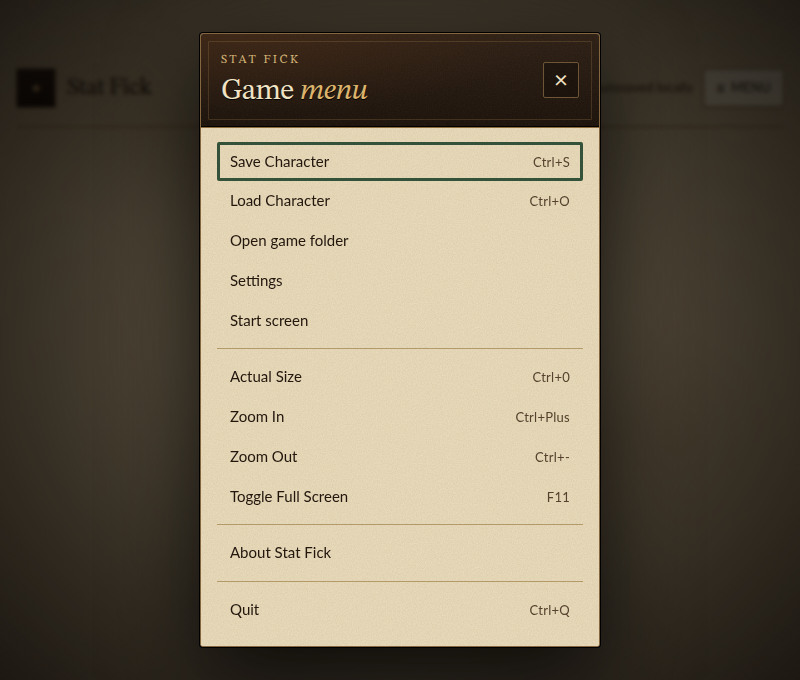 STAT FICK
Game menu
✕
Stat Fick
MENU
Save Character Ctrl+S
Load Character Ctrl+O
Open game folder
Settings
Start screen
Actual Size Ctrl+0
Zoom In Ctrl+Plus
Zoom Out Ctrl+-
Toggle Full Screen F11
About Stat Fick
Quit Ctrl+Q